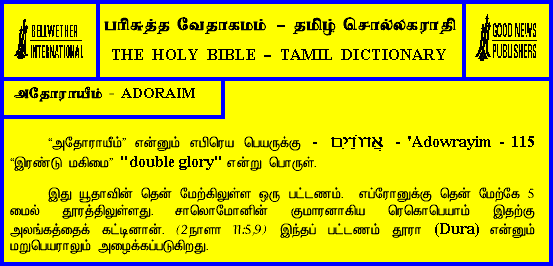 BELLWETHER
INTERNATIONAL
பரிசுத்த வேதாகமம் – தமிழ் சொல்லகராதி
THE HOLY BIBLE – TAMIL DICTIONARY
GOOD NEWS
PUBLISHERS
அதோராயீம் - ADORAIM
“அதோராயீம்” என்னும் எபிரெய பெயருக்கு - אֲדוֹרַיִם - 'Adowrayim - 115
“இரண்டு மகிமை” "double glory" என்று பொருள்.
இது யூதாவின் தென் மேற்கிலுள்ள ஒரு பட்டணம். எப்ரோனுக்கு தென் மேற்கே 5
மைல் தூரத்திலுள்ளது. சாலொமோனின் குமாரனாகிய ரெகொபெயாம் இதற்கு
அலங்கத்தைக் கட்டினான். (2நாளா 11:5,9) இந்தப் பட்டணம் தூரா (Dura) என்னும்
மறுபெயராலும் அழைக்கப்படுகிறது.